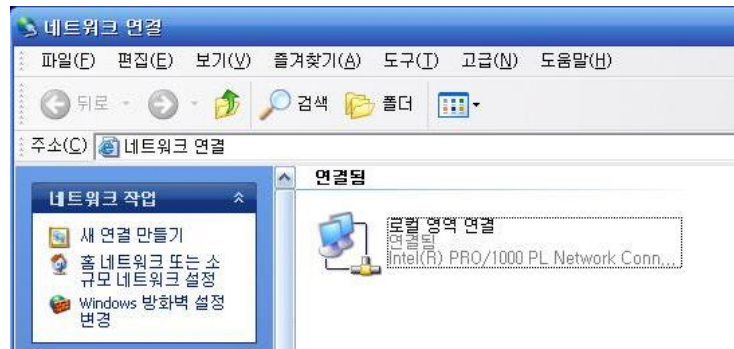 네트워크 연결
파일(F) 편집(E) 보기(V) 즐겨찾기(A) 도구(T) 고급(N) 도움말(H)
뒤로 검색 폴더
주소(C) 네트워크 연결
네트워크 작업
새 연결 만들기
홈 네트워크 또는 소
규모 네트워크 설정
Windows 방화벽 설정
변경
연결됨
로컬 영역 연결
연결됨
Intel(R) PRO/1000 PL Network Conn...